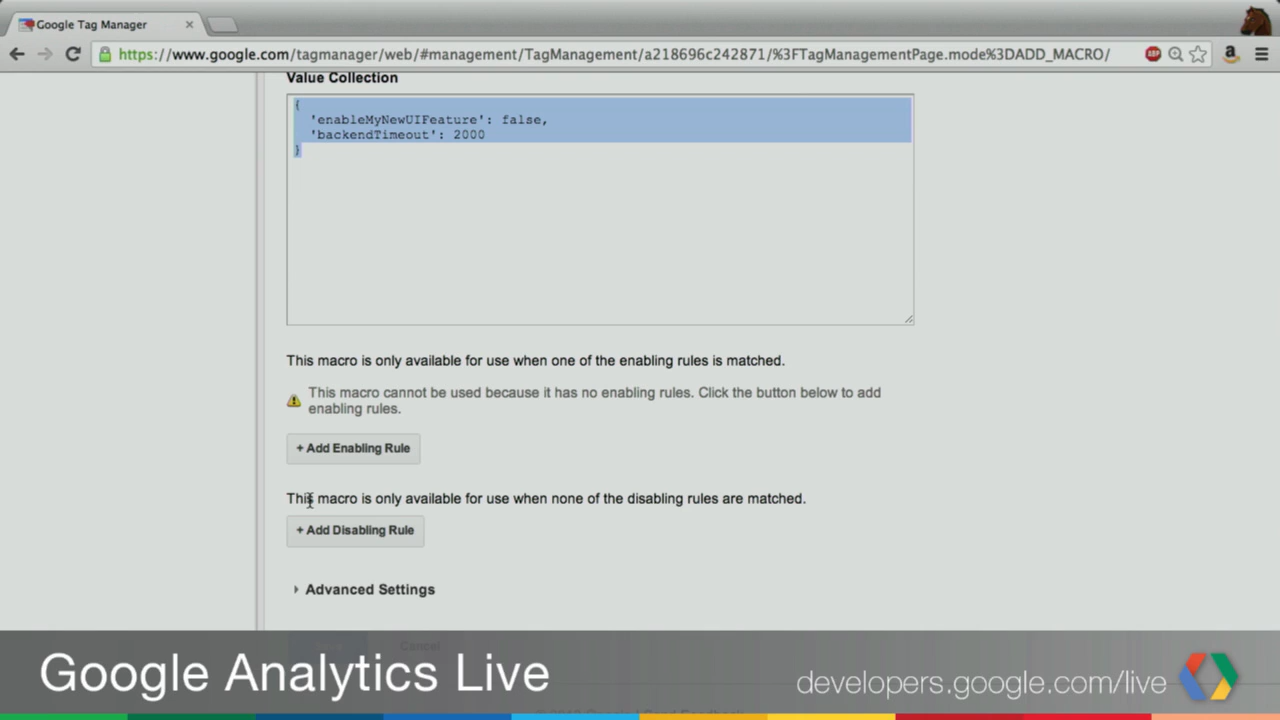 Google Tag Manager
https://www.google.com/tagmanager/web/#management/TagManagement/a218696c242871/%3FTagManagementPage.mode%3DADD_MACRO/
Value Collection
{
'enableMyNewUIFeature': false,
'backendTimeout': 2000
}
This macro is only available for use when one of the enabling rules is matched.
This macro cannot be used because it has no enabling rules. Click the button below to add
enabling rules.
+ Add Enabling Rule
This macro is only available for use when none of the disabling rules are matched.
+ Add Disabling Rule
Advanced Settings
Cancel
Google Analytics Live
developers.google.com/live